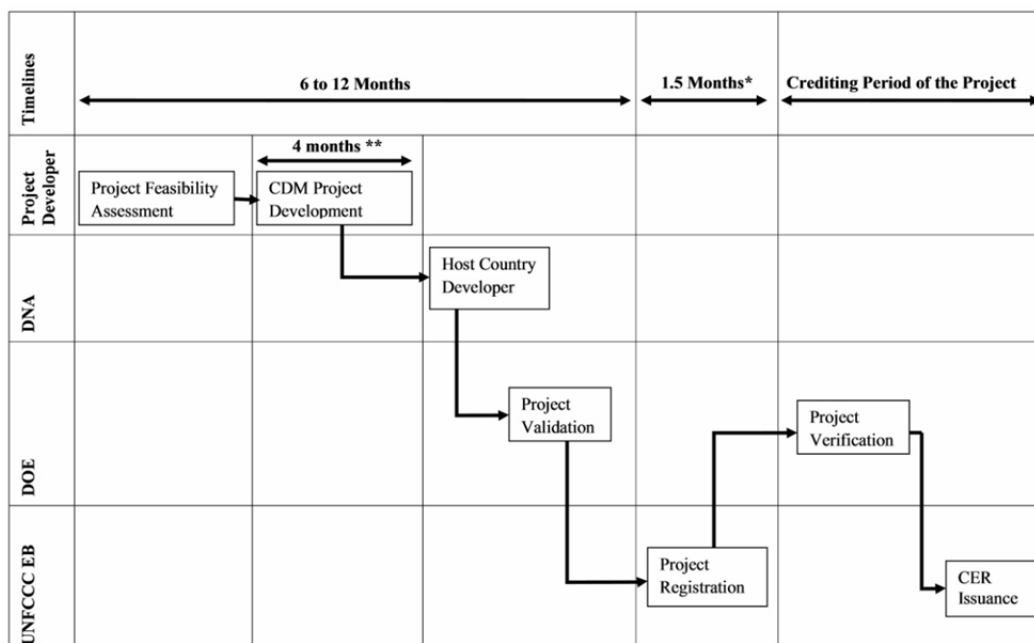 Timelines
6 to 12 Months
1.5 Months*
Crediting Period of the Project
Project
Developer
4 months **
Project Feasibility
Assessment
CDM Project
Development
DNA
Host Country
Developer
DOE
Project
Validation
Project
Verification
UNFCCC EB
Project
Registration
CER
Issuance